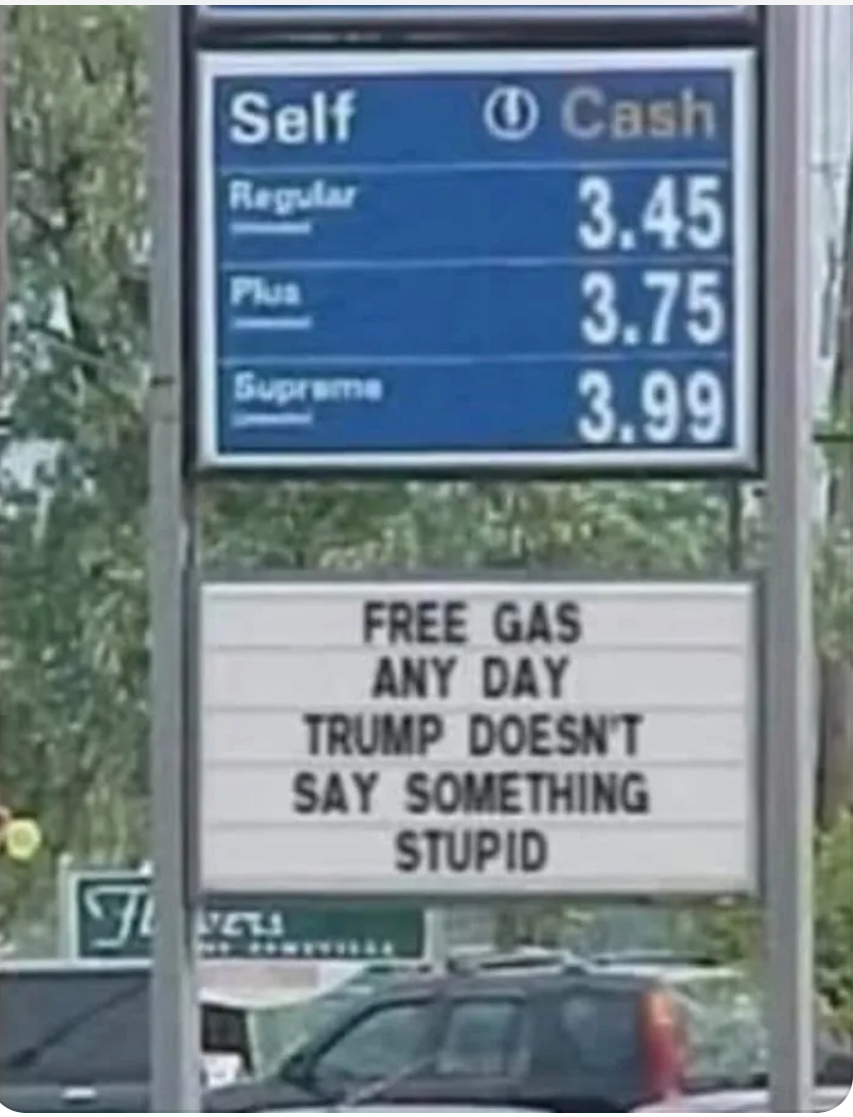 Self Cash
Regular 3.45
Plus 3.75
Supreme 3.99
FREE GAS
ANY DAY
TRUMP DOESN'T
SAY SOMETHING
STUPID